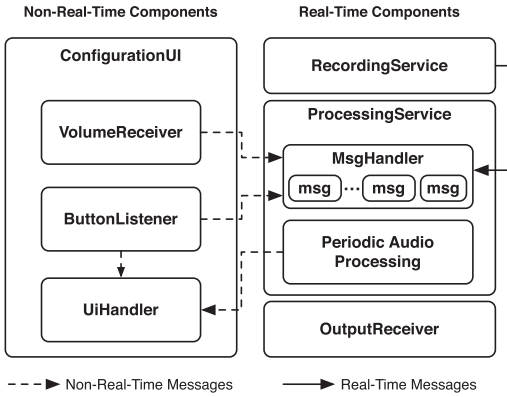 Non-Real-Time Components
Real-Time Components
ConfigurationUI
VolumeReceiver
ButtonListener
UiHandler
RecordingService
ProcessingService
MsgHandler
msg ··· msg msg
Periodic Audio
Processing
OutputReceiver
Non-Real-Time Messages
Real-Time Messages